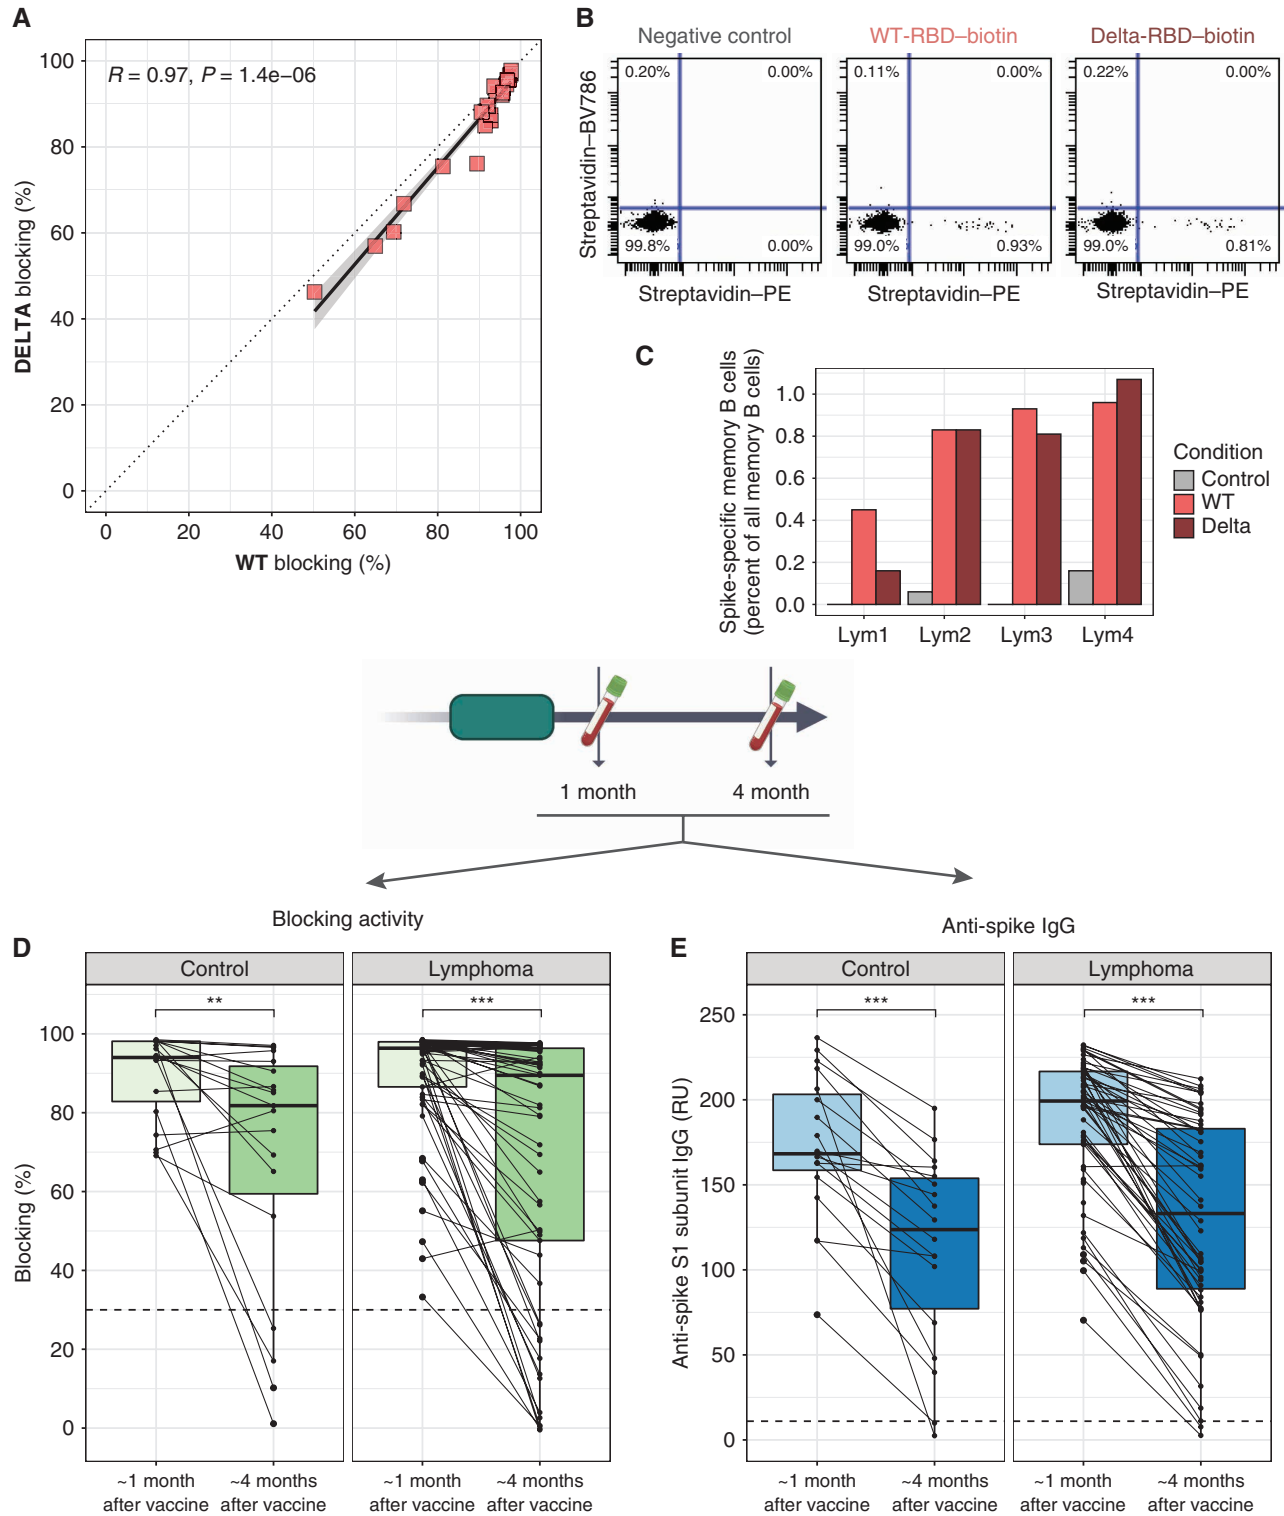 A
R = 0.97, P = 1.4e−06
100
80
60
40
20
0
DELTA blocking (%)
0 20 40 60 80 100
WT blocking (%)
B
Negative control
WT-RBD–biotin
Delta-RBD–biotin
Streptavidin–BV786
0.20% 0.00%
99.8% 0.00%
0.11% 0.00%
99.0% 0.93%
0.22% 0.00%
99.0% 0.81%
Streptavidin–PE
Streptavidin–PE
Streptavidin–PE
C
Spike-specific memory B cells
(percent of all memory B cells)
1.0
0.8
0.6
0.4
0.2
0.0
Lym1 Lym2 Lym3 Lym4
Condition
Control
WT
Delta
1 month
4 month
Blocking activity
Anti-spike IgG
D
Control
Lymphoma
**
***
Blocking (%)
100
80
60
40
20
0
~1 month
after vaccine
~4 months
after vaccine
~1 month
after vaccine
~4 months
after vaccine
E
Control
Lymphoma
***
***
Anti-spike S1 subunit IgG (RU)
250
200
150
100
50
0
~1 month
after vaccine
~4 months
after vaccine
~1 month
after vaccine
~4 months
after vaccine